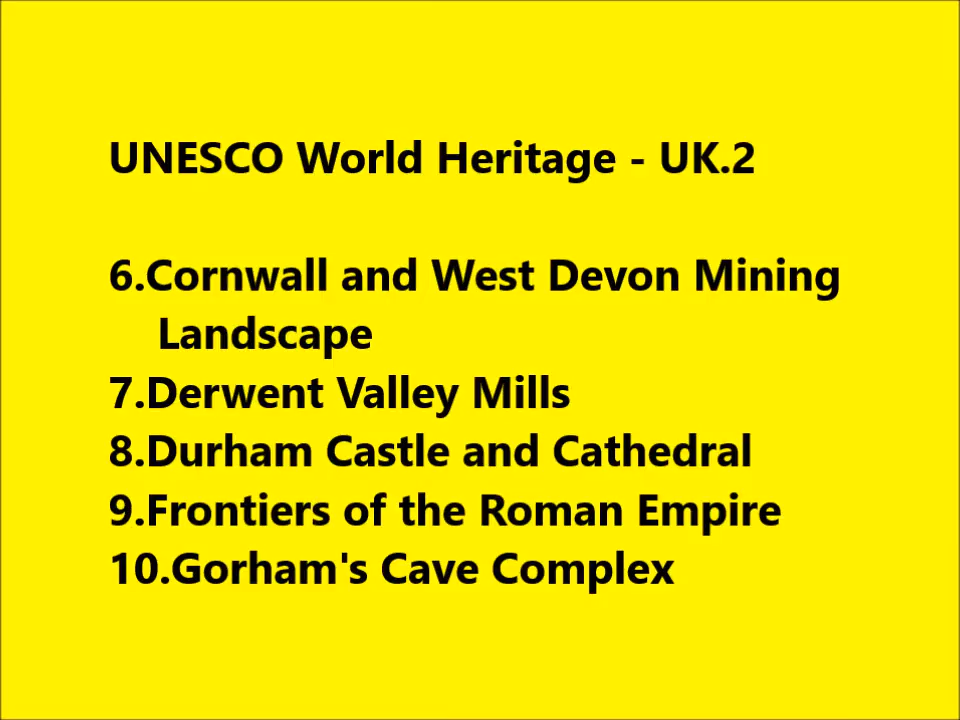 UNESCO World Heritage - UK.2
6.Cornwall and West Devon Mining
Landscape
7.Derwent Valley Mills
8.Durham Castle and Cathedral
9.Frontiers of the Roman Empire
10.Gorham's Cave Complex